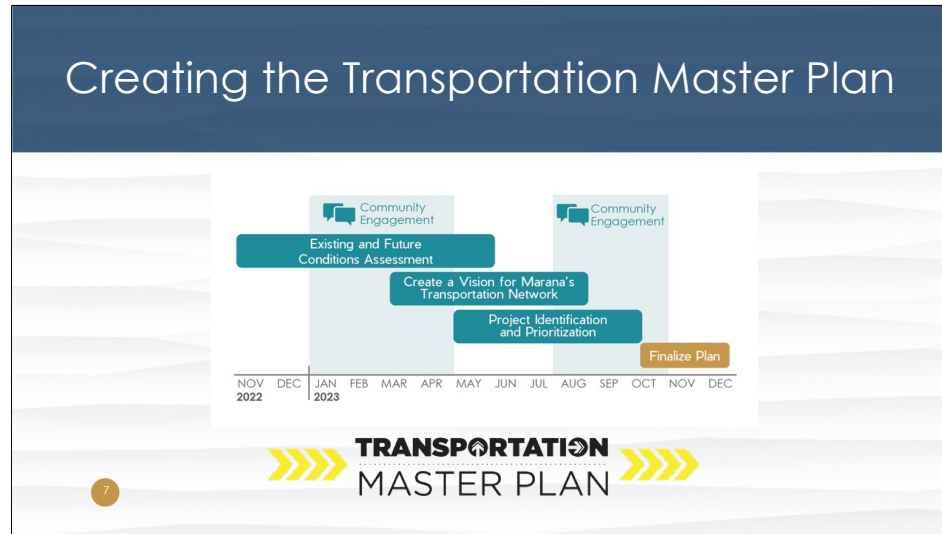 Creating the Transportation Master Plan
Community
Engagement
Community
Engagement
Existing and Future
Conditions Assessment
Create a Vision for Marana's
Transportation Network
Project Identification
and Prioritization
Finalize Plan
NOV DEC JAN FEB MAR APR MAY JUN JUL AUG SEP OCT NOV DEC
2022 2023
TRANSPORTATION
MASTER PLAN
7